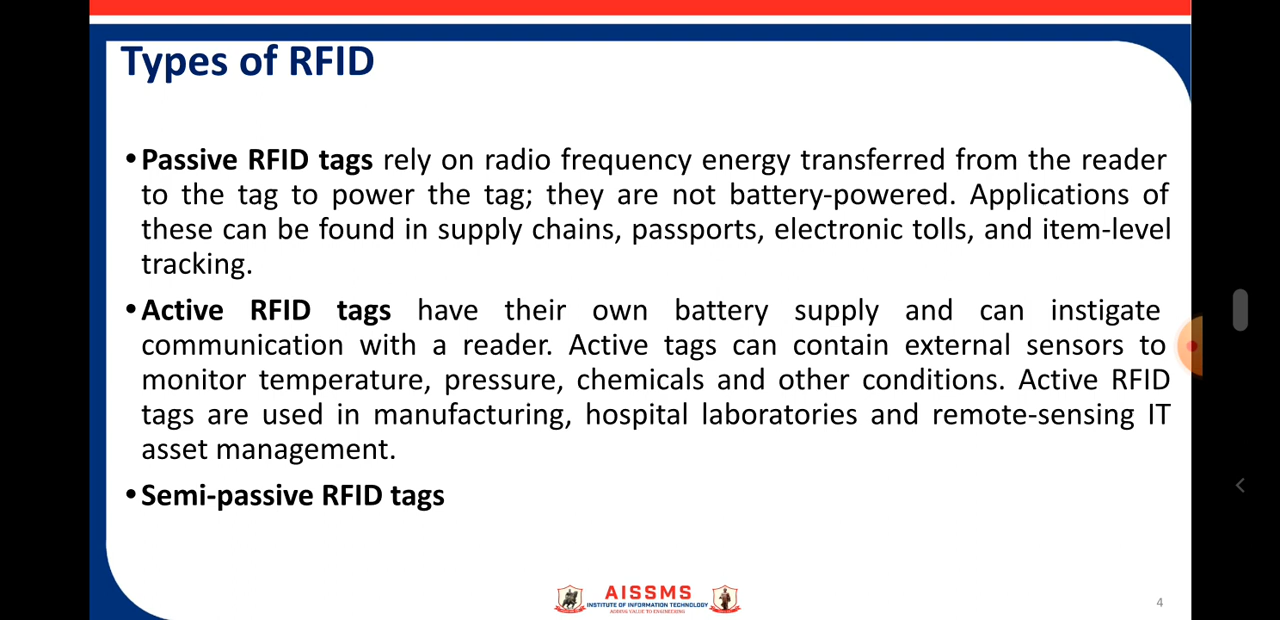 Types of RFID
•Passive RFID tags rely on radio frequency energy transferred from the reader
to the tag to power the tag; they are not battery-powered. Applications of
these can be found in supply chains, passports, electronic tolls, and item-level
tracking.
•Active RFID tags have their own battery supply and can instigate
communication with a reader. Active tags can contain external sensors to
monitor temperature, pressure, chemicals and other conditions. Active RFID
tags are used in manufacturing, hospital laboratories and remote-sensing IT
asset management.
•Semi-passive RFID tags
AISSMS
INSTITUTE OF INFORMATION TECHNOLOGY
ADDING VALUE TO ENGINEERING
4